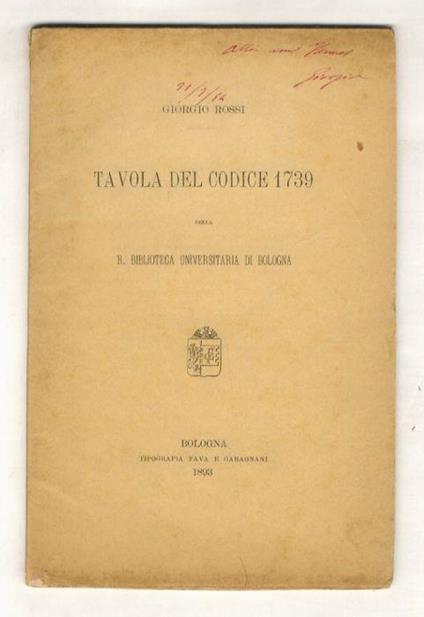 GIORGIO ROSSI
TAVOLA DEL CODICE 1739
DELLA
R. BIBLIOTECA UNIVERSITARIA DI BOLOGNA
BOLOGNA
TIPOGRAFIA FAVA E GARAGNANI
1893